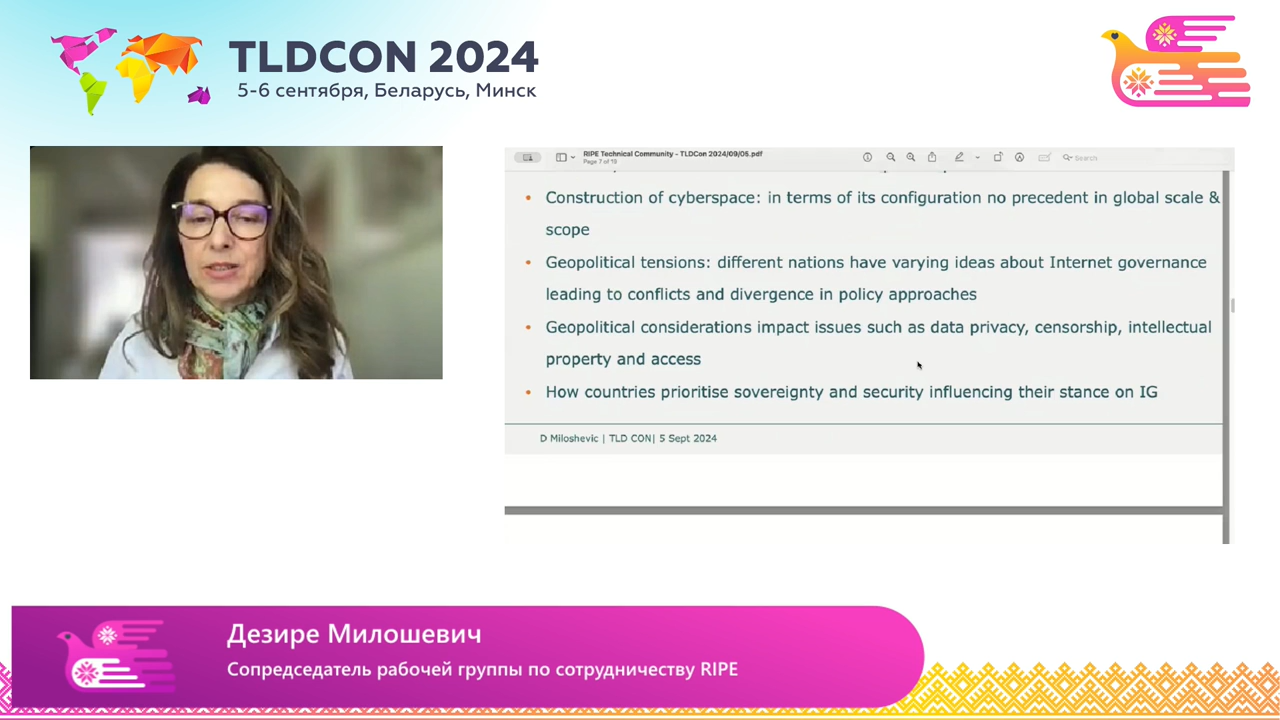 TLDCON 2024
5-6 сентября, Беларусь, Минск
RIPE Technical Community - TLDCon 2024/09/05.pdf
Page 7 of 19
Search
• Construction of cyberspace: in terms of its configuration no precedent in global scale &
scope
• Geopolitical tensions: different nations have varying ideas about Internet governance
leading to conflicts and divergence in policy approaches
• Geopolitical considerations impact issues such as data privacy, censorship, intellectual
property and access
• How countries prioritise sovereignty and security influencing their stance on IG
D Miloshevic | TLD CON| 5 Sept 2024
Дезире Милошевич
Сопредседатель рабочей группы по сотрудничеству RIPE